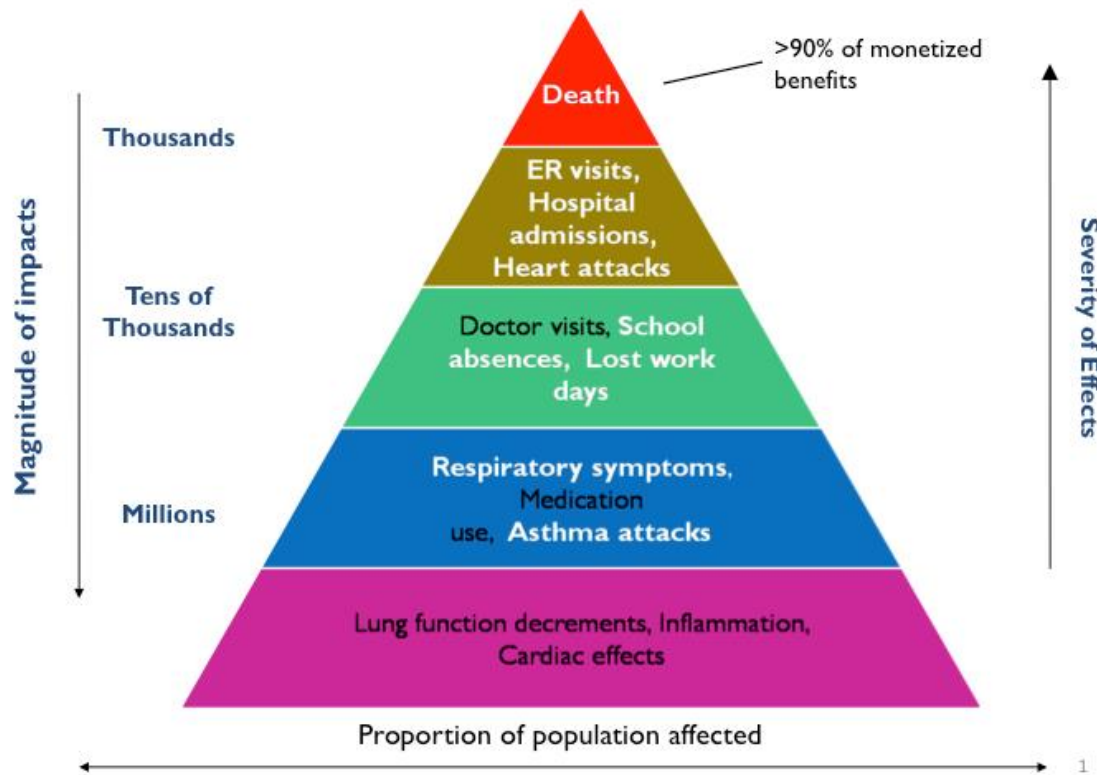 >90% of monetized
benefits
Death
Thousands
ER visits,
Hospital
admissions,
Heart attacks
Magnitude of impacts
Severity of Effects
Tens of
Thousands
Doctor visits, School
absences, Lost work
days
Respiratory symptoms,
Medication
use, Asthma attacks
Millions
Lung function decrements, Inflammation,
Cardiac effects
Proportion of population affected
1